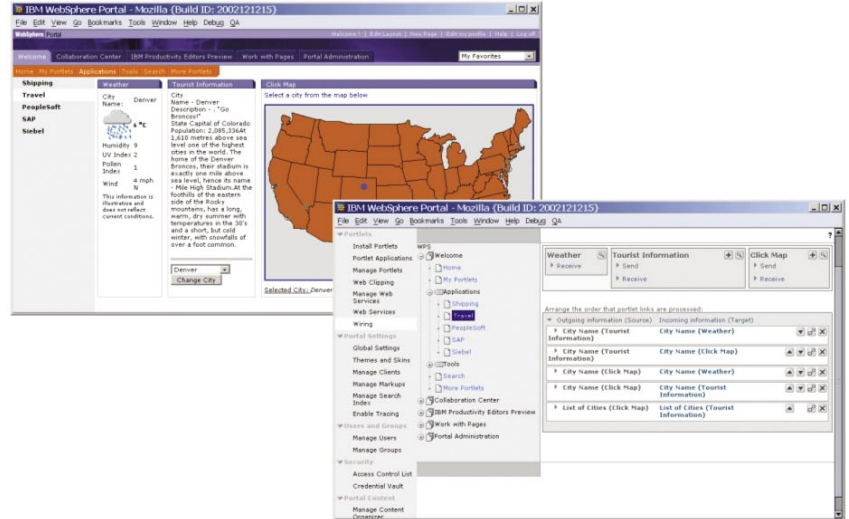 IBM WebSphere Portal - Mozilla {Build ID: 2002121215}
File Edit View Go Bookmarks Tools Window Help Debug QA
WebSphere Portal
Welcome ! | Edit Layout | New Page | Edit my profile | Help | Log off
Welcome Collaboration Center IBM Productivity Editors Preview Work with Pages Portal Administration My Favorites
Home My Portlets Applications Tools Search More Portlets
Shipping
Travel
PeopleSoft
SAP
Siebel
Weather
City Name: Denver
6 °C
Humidity 9
UV Index 2
Pollen Index 1
Wind 4 mph N
This information is
illustrative and
does not reflect
current conditions.
Tourist Information
City
Name - Denver
Description - , "Go
Broncos!"
State Capital of Colorado
Population: 2,085,336At
1,610 metres above sea
level one of the highest
cities in the world. The
home of the Denver
Broncos, their stadium is
exactly one mile above
sea level, hence its name
- Mile High Stadium.At the
foothills of the eastern
side of the Rocky
mountains, has a long,
warm, dry summer with
temperatures in the 30's
and a short, but cold
winter, with snowfalls of
over a foot common.
Denver
Change City
Click Map
Select a city from the map below
Selected City: Denver
IBM WebSphere Portal - Mozilla {Build ID: 2002121215}
File Edit View Go Bookmarks Tools Window Help Debug QA
?
Portlets
Install Portlets
Portlet Applications
Manage Portlets
Web Clipping
Manage Web
Services
Web Services
Wiring
Portal Settings
Global Settings
Themes and Skins
Manage Clients
Manage Markups
Manage Search
Index
Enable Tracing
Users and Groups
Manage Users
Manage Groups
Security
Access Control List
Credential Vault
Portal Content
Manage Content
Organizer
WPS
Welcome
Home
My Portlets
Applications
Shipping
Travel
PeopleSoft
SAP
Siebel
Tools
Search
More Portlets
Collaboration Center
IBM Productivity Editors Preview
Work with Pages
Portal Administration
Weather
Receive
Tourist Information
Send
Receive
Click Map
Send
Receive
Arrange the order that portlet links are processed:
Outgoing information (Source) Incoming information (Target)
City Name (Tourist City Name (Weather)
Information)
City Name (Tourist City Name (Click Map)
Information)
City Name (Click Map) City Name (Weather)
City Name (Click Map) City Name (Tourist
Information)
List of Cities (Click Map) List of Cities (Tourist
Information)